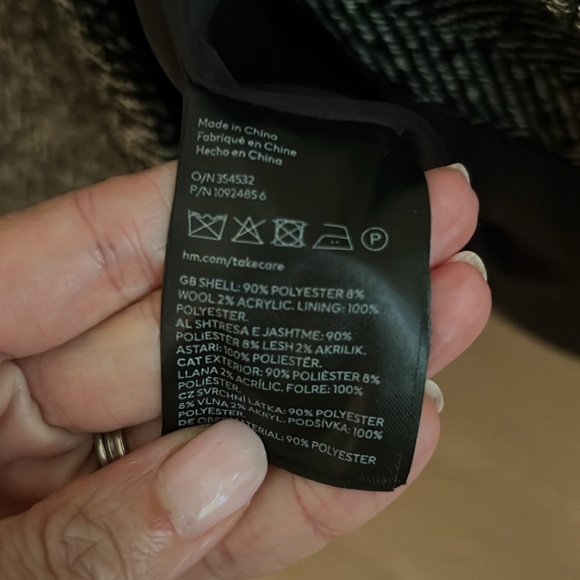 Made in China
Fabriqué en Chine
Hecho en China
O/N 354532
P/N 1092485 6
P
hm.com/takecare
GB SHELL: 90% POLYESTER 8%
WOOL 2% ACRYLIC. LINING: 100%
POLYESTER.
AL SHTRESA E JASHTME: 90%
POLIESTER 8% LESH 2% AKRILIK.
ASTARI: 100% POLIESTËR.
CAT EXTERIOR: 90% POLIÈSTER 8%
LLANA 2% ACRÍLIC. FOLRE: 100%
POLIÈSTER.
CZ SVRCHNÍ LÁTKA: 90% POLYESTER
8% VLNA 2% AKRYL. PODŠÍVKA: 100%
POLYESTER.
DE 90% POLYESTER